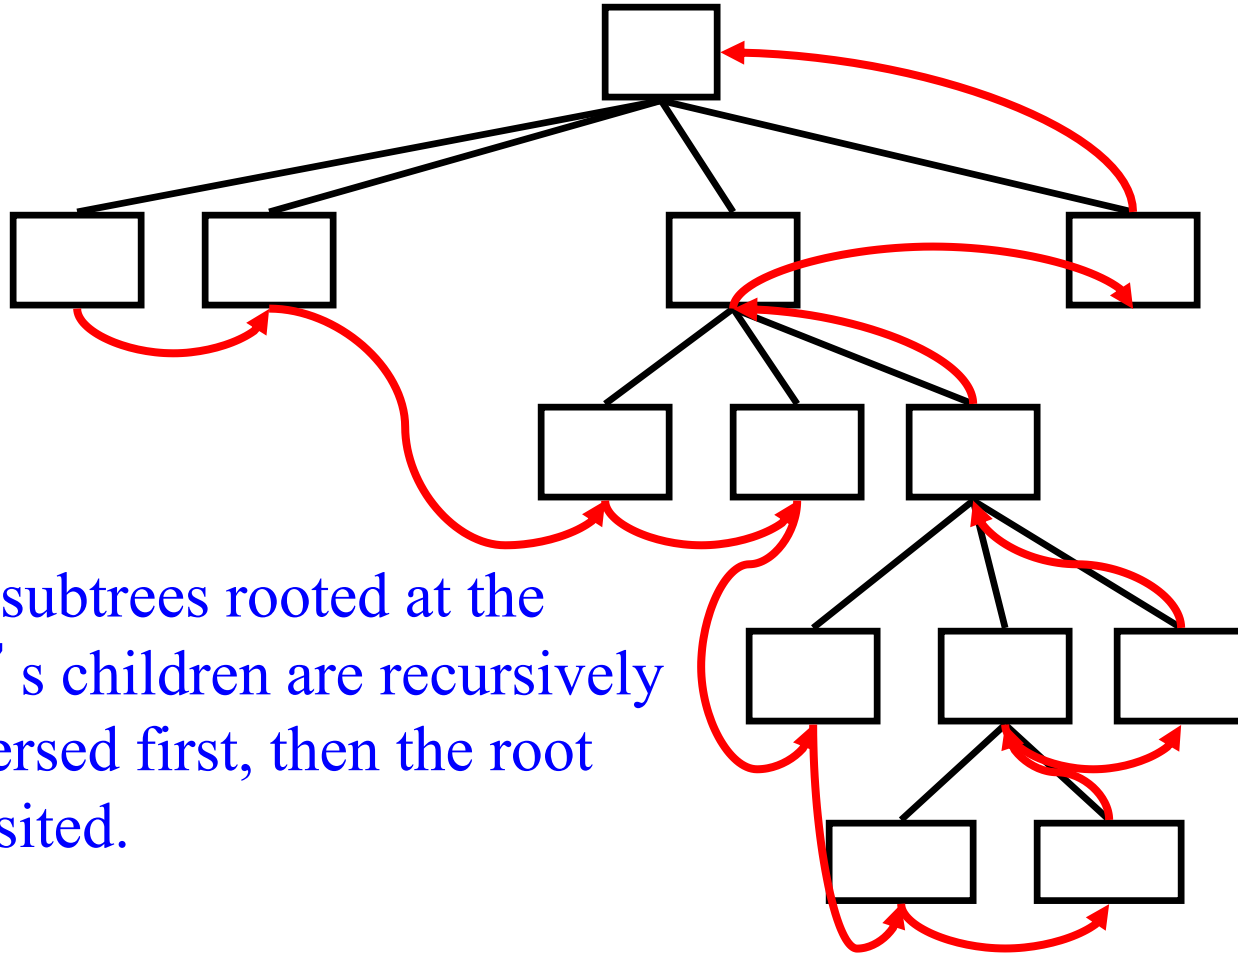 subtrees rooted at the
’ s children are recursively
ersed first, then the root
sited.